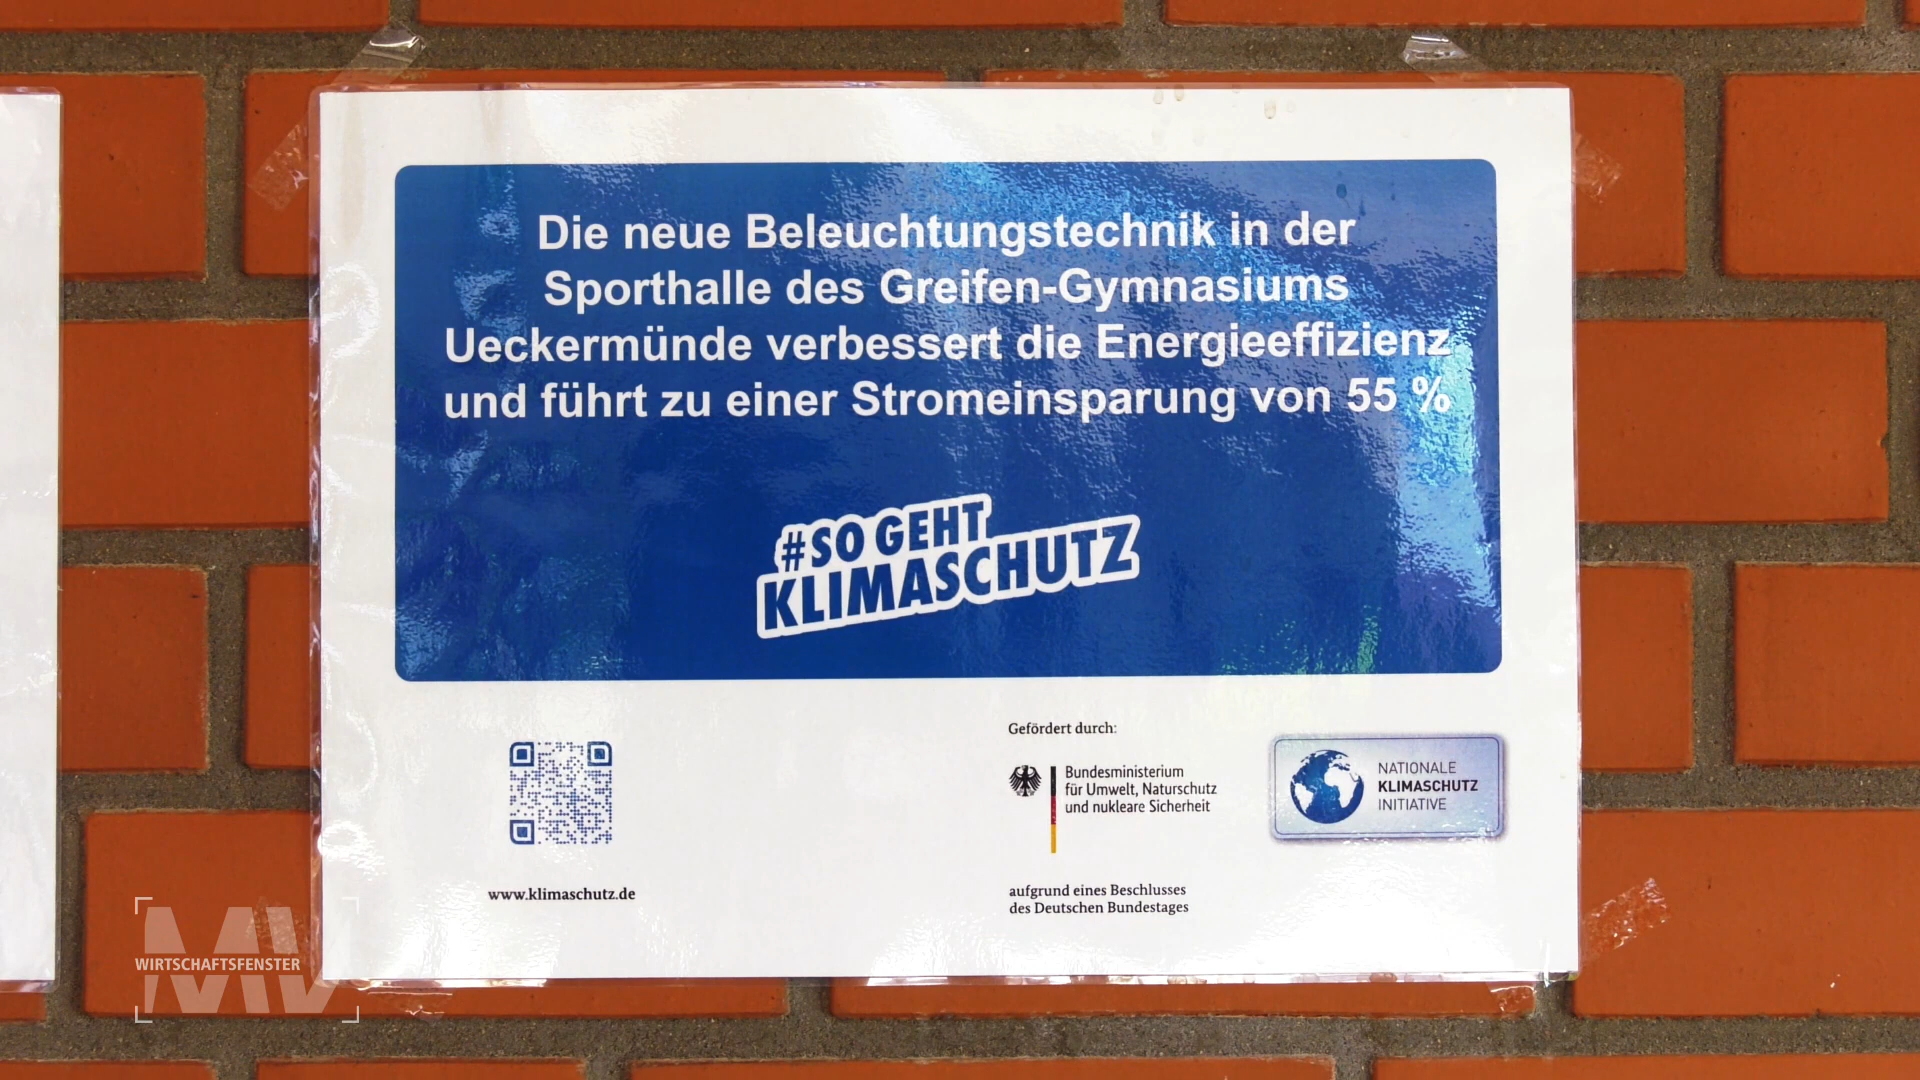 Die neue Beleuchtungstechnik in der
Sporthalle des Greifen-Gymnasiums
Ueckermünde verbessert die Energieeffizienz
und führt zu einer Stromeinsparung von 55 %
#SO GEHT
KLIMASCHUTZ
www.klimaschutz.de
Gefördert durch:
Bundesministerium
für Umwelt, Naturschutz
und nukleare Sicherheit
aufgrund eines Beschlusses
des Deutschen Bundestages
NATIONALE
KLIMASCHUTZ
INITIATIVE
MV
WIRTSCHAFTSFENSTER